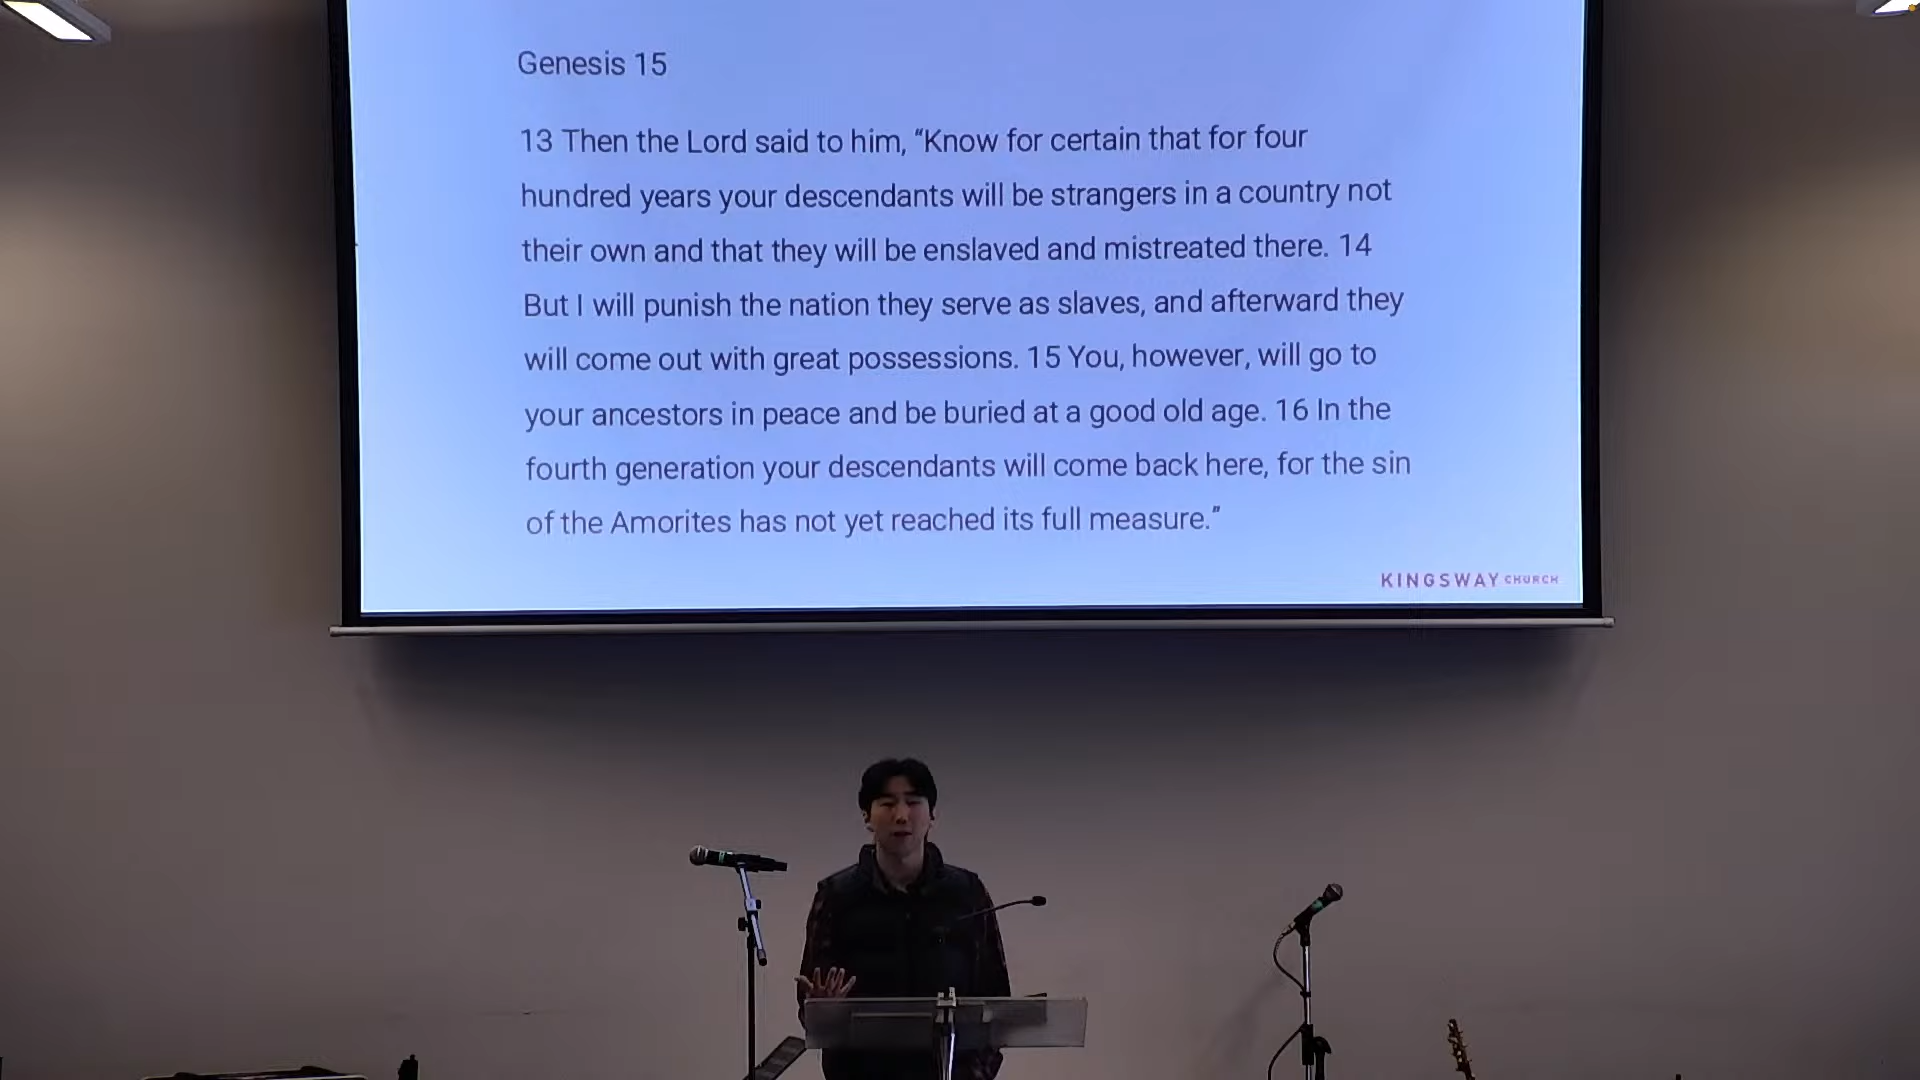 Genesis 15
13 Then the Lord said to him, “Know for certain that for four
hundred years your descendants will be strangers in a country not
their own and that they will be enslaved and mistreated there. 14
But I will punish the nation they serve as slaves, and afterward they
will come out with great possessions. 15 You, however, will go to
your ancestors in peace and be buried at a good old age. 16 In the
fourth generation your descendants will come back here, for the sin
of the Amorites has not yet reached its full measure.”
KINGSWAY CHURCH